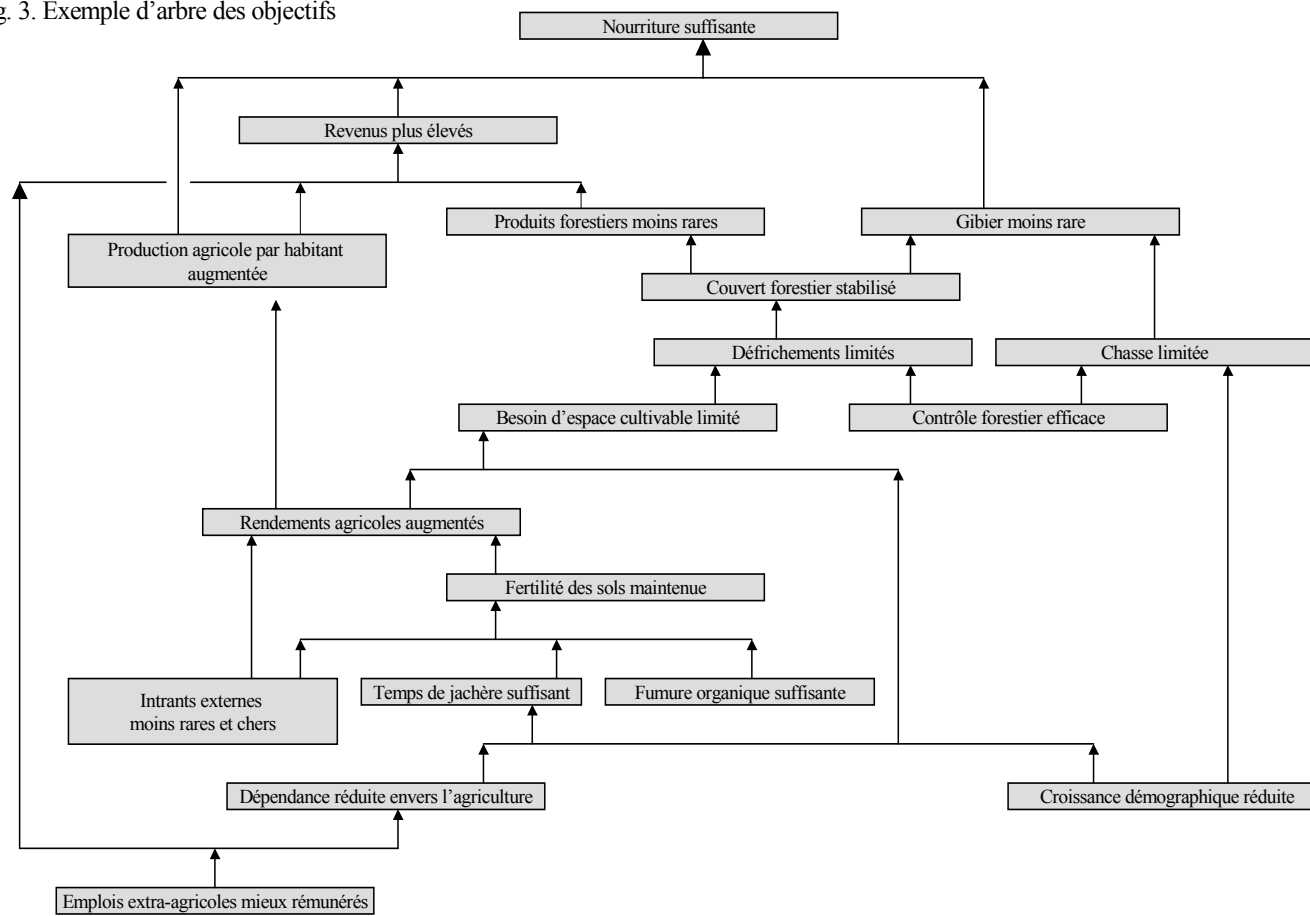 g. 3. Exemple d’arbre des objectifs
Nourriture suffisante
Revenus plus élevés
Produits forestiers moins rares
Gibier moins rare
Production agricole par habitant
augmentée
Couvert forestier stabilisé
Défrichements limités
Chasse limitée
Besoin d’espace cultivable limité
Contrôle forestier efficace
Rendements agricoles augmentés
Fertilité des sols maintenue
Intrants externes
moins rares et chers
Temps de jachère suffisant
Fumure organique suffisante
Dépendance réduite envers l’agriculture
Croissance démographique réduite
Emplois extra-agricoles mieux rémunérés